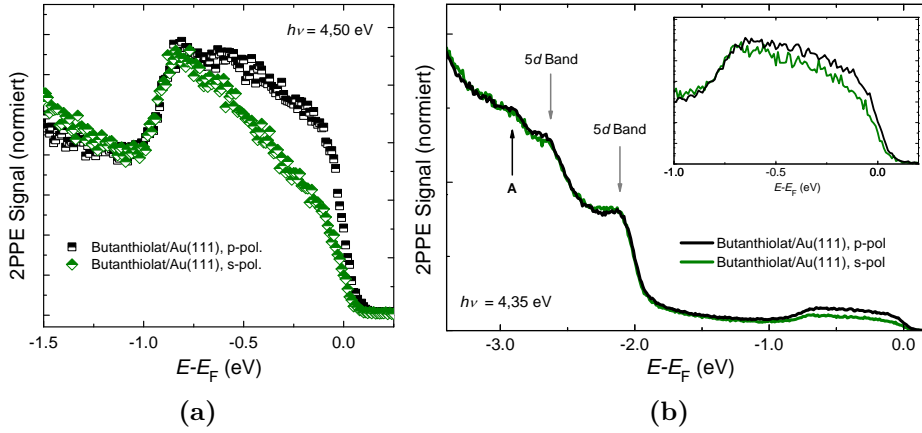 hν = 4,50 eV
2PPE Signal (normiert)
Butanthiolat/Au(111), p-pol.
Butanthiolat/Au(111), s-pol.
-1.5 -1.0 -0.5 0.0
E-E_F (eV)
(a)
5d Band
5d Band
A
2PPE Signal (normiert)
hν = 4,35 eV
Butanthiolat/Au(111), p-pol
Butanthiolat/Au(111), s-pol
-3.0 -2.0 -1.0 0.0
E-E_F (eV)
-1.0 -0.5 0.0
E-E_F (eV)
(b)